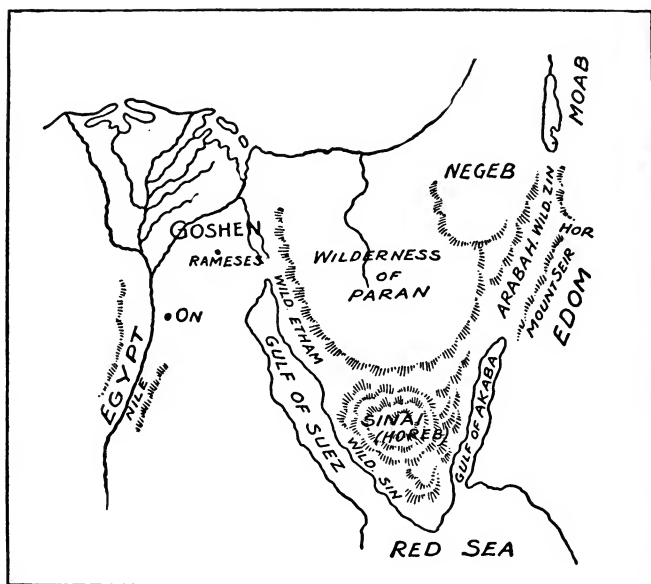 MOAB
NEGEB
GOSHEN
RAMESES
WILDERNESS
OF
PARAN
ARABAH. WILD. ZIN
HOR
MOUNT SEIR
EDOM
ON
WILD. ETHAM
EGYPT
NILE
GULF OF SUEZ
SINAI
(HOREB)
GULF OF AKABA
WILD. SIN
RED SEA